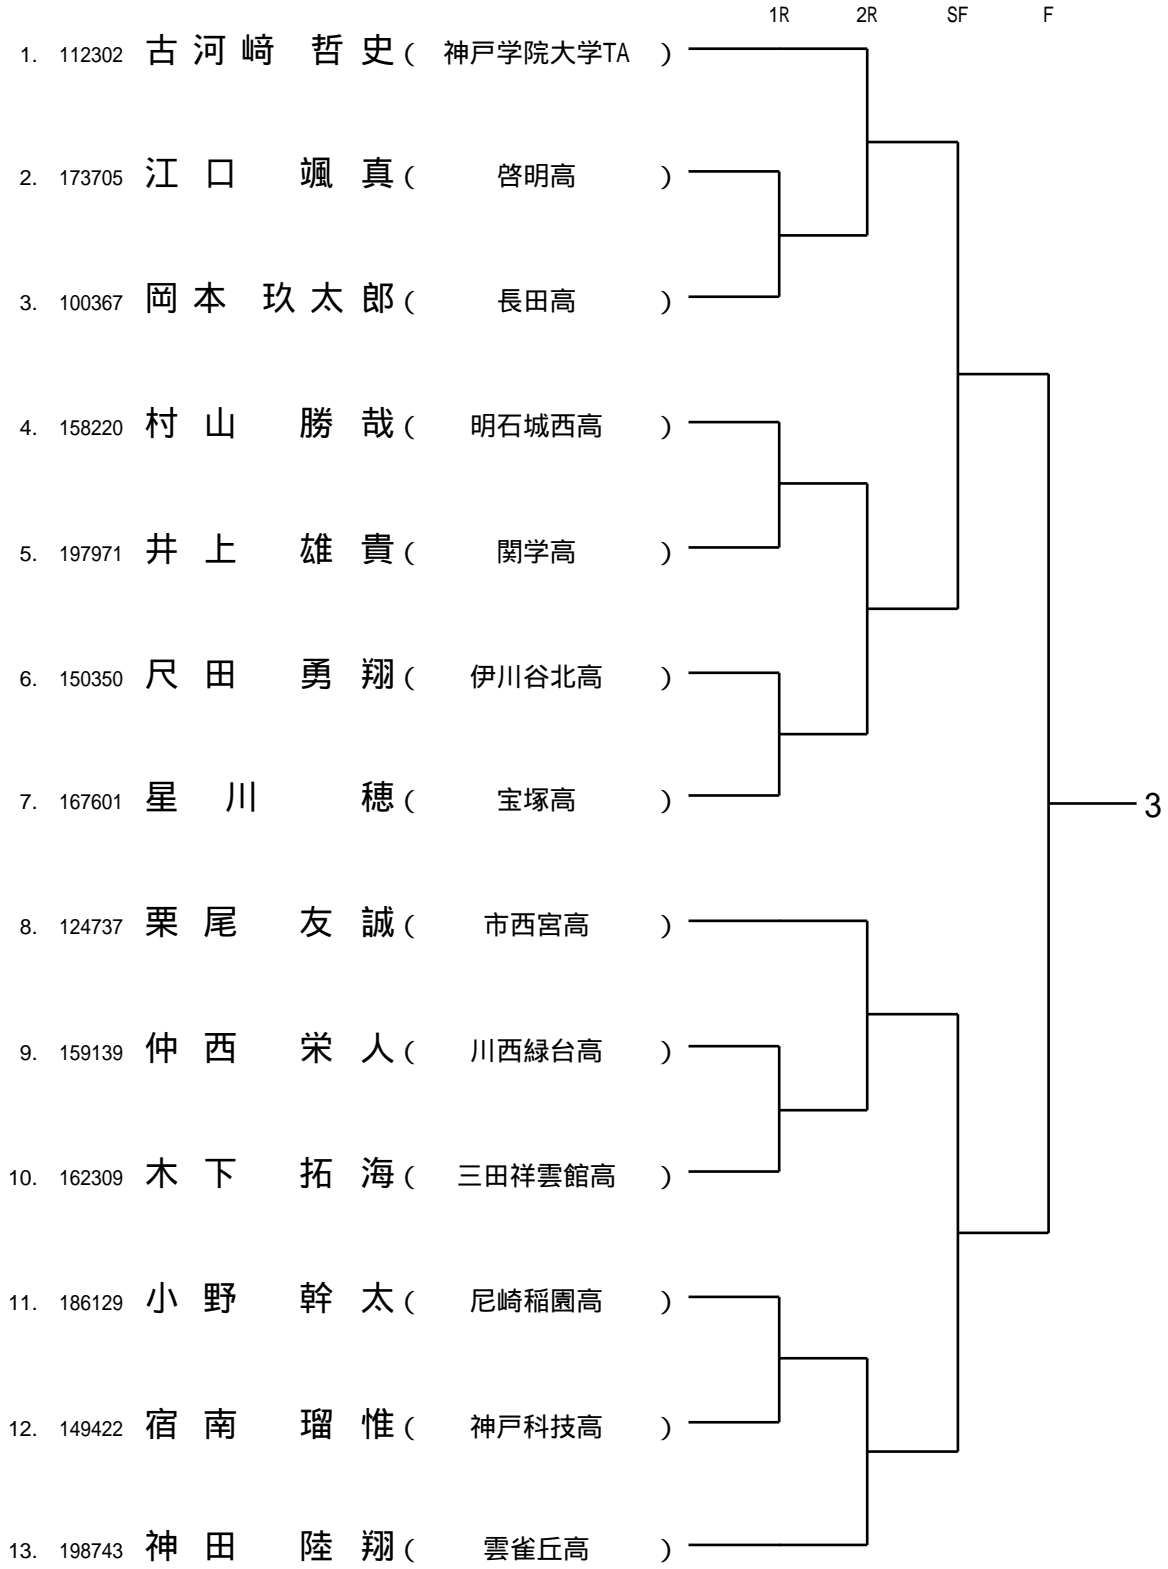 1R 2R SF F
1. 112302 古河﨑 哲史 ( 神戸学院大学TA )
2. 173705 江口 颯真 ( 啓明高 )
3. 100367 岡本 玖太郎 ( 長田高 )
4. 158220 村山 勝哉 ( 明石城西高 )
5. 197971 井上 雄貴 ( 関学高 )
6. 150350 尺田 勇翔 ( 伊川谷北高 )
7. 167601 星川 穂 ( 宝塚高 )
3
8. 124737 栗尾 友誠 ( 市西宮高 )
9. 159139 仲西 栄人 ( 川西緑台高 )
10. 162309 木下 拓海 ( 三田祥雲館高 )
11. 186129 小野 幹太 ( 尼崎稲園高 )
12. 149422 宿南 瑠惟 ( 神戸科技高 )
13. 198743 神田 陸翔 ( 雲雀丘高 )